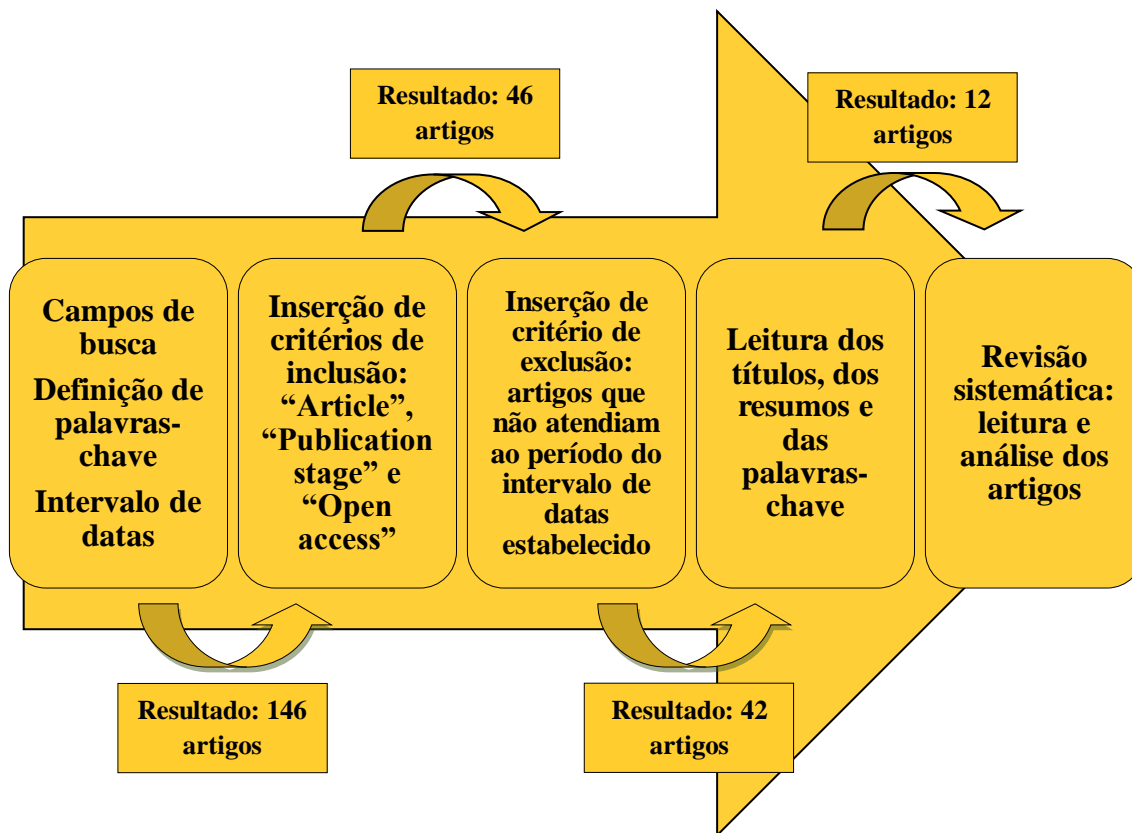 Resultado: 46
artigos
Resultado: 12
artigos
Campos de
busca
Definição de
palavras-
chave
Intervalo de
datas
Inserção de
critérios de
inclusão:
“Article”,
“Publication
stage” e
“Open
access”
Inserção de
critério de
exclusão:
artigos que
não atendiam
ao período do
intervalo de
datas
estabelecido
Leitura dos
títulos, dos
resumos e
das
palavras-
chave
Revisão
sistemática:
leitura e
análise dos
artigos
Resultado: 146
artigos
Resultado: 42
artigos